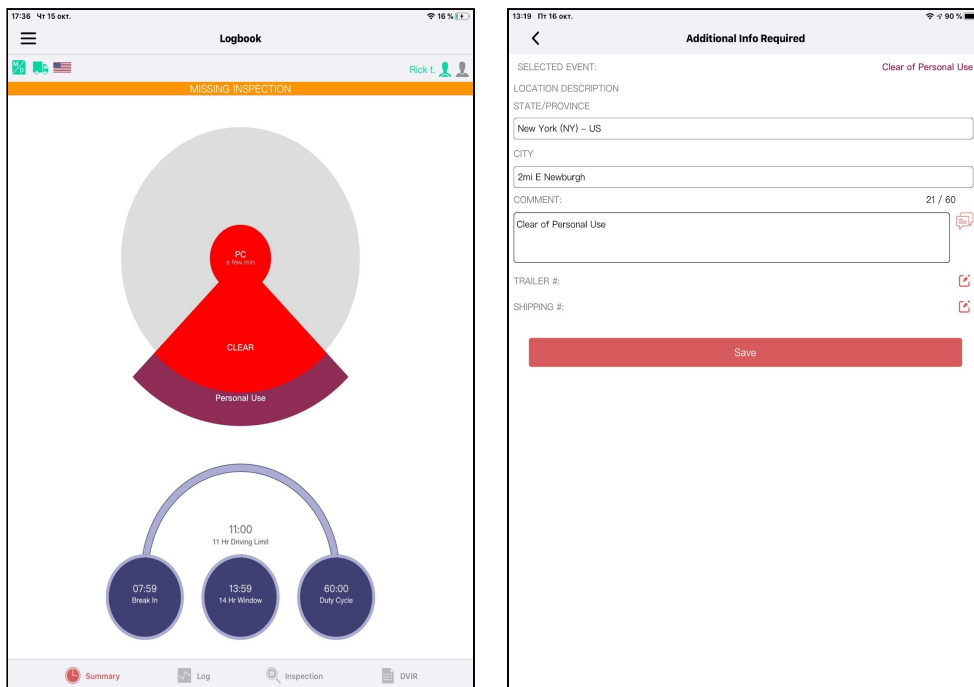 17:36 Чт 15 окт.
16 %
Logbook
M/D
Rick t.
MISSING INSPECTION
PC
a few min
CLEAR
Personal Use
11:00
11 Hr Driving Limit
07:59
Break In
13:59
14 Hr Window
60:00
Duty Cycle
Summary
Log
Inspection
DVIR
13:19 Пт 16 окт.
90 %
Additional Info Required
SELECTED EVENT:
Clear of Personal Use
LOCATION DESCRIPTION
STATE/PROVINCE
New York (NY) – US
CITY
2mi E Newburgh
COMMENT:
21 / 60
Clear of Personal Use
TRAILER #:
SHIPPING #:
Save